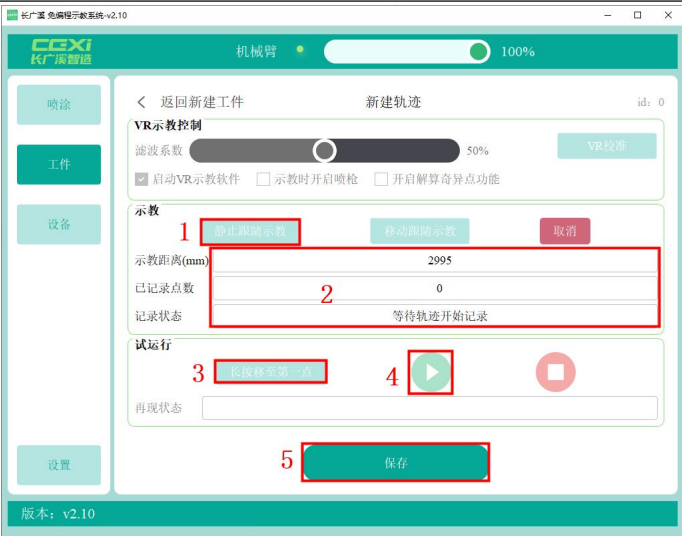 长广溪 免编程示教系统-v2.10
CGXi
长广溪智造
机械臂 100%
喷涂
工件
设备
设置
返回新建工件 新建轨迹 id: 0
VR示教控制
滤波系数 50% VR校准
启动VR示教软件 示教时开启喷枪 开启解算奇异点功能
示教
1 静止跟随示教 移动跟随示教 取消
示教距离(mm) 2995
已记录点数 2 0
记录状态 等待轨迹开始记录
试运行
3 长按移至第一点 4
再现状态
5 保存
版本: v2.10